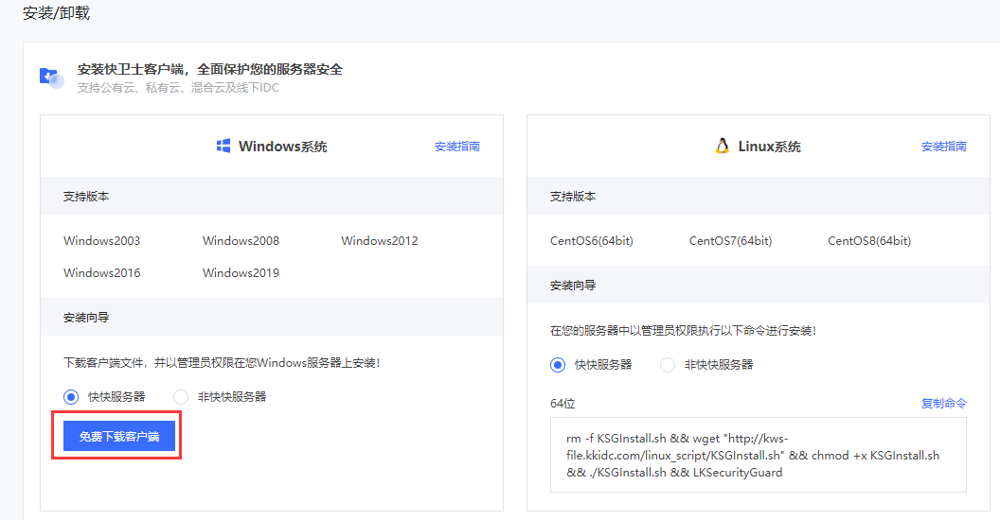 安装/卸载
安装快卫士客户端，全面保护您的服务器安全
支持公有云、私有云、混合云及线下IDC
Windows系统
安装指南
支持版本
Windows2003
Windows2008
Windows2012
Windows2016
Windows2019
安装向导
下载客户端文件，并以管理员权限在您Windows服务器上安装！
快快服务器
非快快服务器
免费下载客户端
Linux系统
安装指南
支持版本
CentOS6(64bit)
CentOS7(64bit)
CentOS8(64bit)
安装向导
在您的服务器中以管理员权限执行以下命令进行安装！
快快服务器
非快快服务器
64位
复制命令
rm -f KSGInstall.sh && wget "http://kws-
file.kkidc.com/linux_script/KSGInstall.sh" && chmod +x KSGInstall.sh
&& ./KSGInstall.sh && LKSecurityGuard